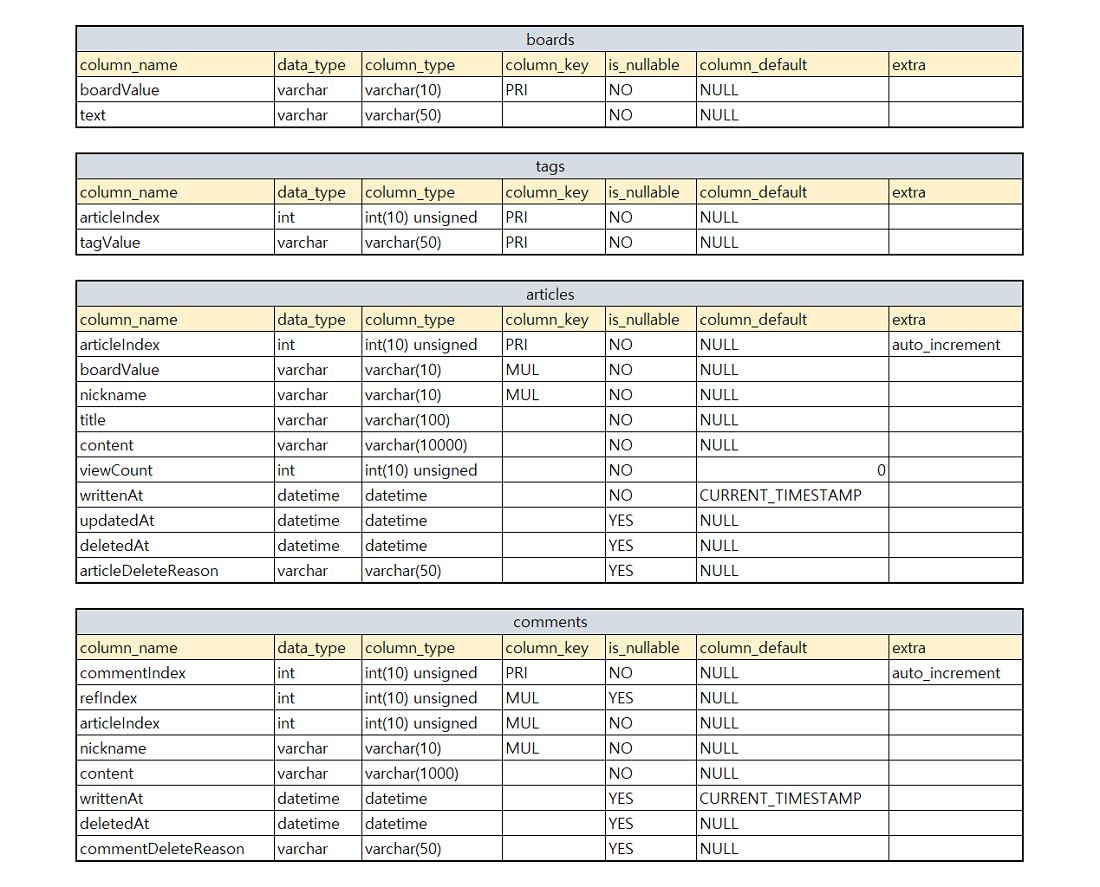 boards
column_name data_type column_type column_key is_nullable column_default extra
boardValue varchar varchar(10) PRI NO NULL
text varchar varchar(50) NO NULL
tags
column_name data_type column_type column_key is_nullable column_default extra
articleIndex int int(10) unsigned PRI NO NULL
tagValue varchar varchar(50) PRI NO NULL
articles
column_name data_type column_type column_key is_nullable column_default extra
articleIndex int int(10) unsigned PRI NO NULL auto_increment
boardValue varchar varchar(10) MUL NO NULL
nickname varchar varchar(10) MUL NO NULL
title varchar varchar(100) NO NULL
content varchar varchar(10000) NO NULL
viewCount int int(10) unsigned NO 0
writtenAt datetime datetime NO CURRENT_TIMESTAMP
updatedAt datetime datetime YES NULL
deletedAt datetime datetime YES NULL
articleDeleteReason varchar varchar(50) YES NULL
comments
column_name data_type column_type column_key is_nullable column_default extra
commentIndex int int(10) unsigned PRI NO NULL auto_increment
refIndex int int(10) unsigned MUL YES NULL
articleIndex int int(10) unsigned MUL NO NULL
nickname varchar varchar(10) MUL NO NULL
content varchar varchar(1000) NO NULL
writtenAt datetime datetime YES CURRENT_TIMESTAMP
deletedAt datetime datetime YES NULL
commentDeleteReason varchar varchar(50) YES NULL